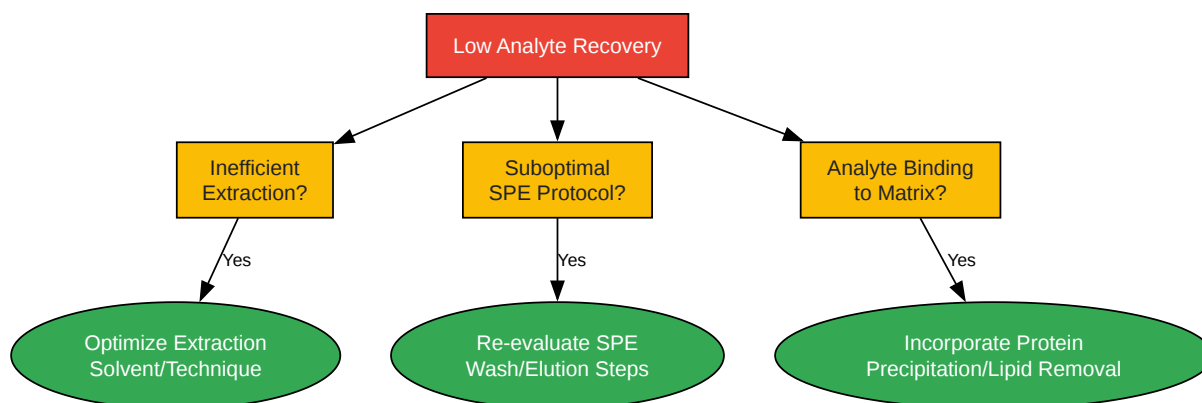 Low Analyte Recovery
Inefficient
Extraction?
Suboptimal
SPE Protocol?
Analyte Binding
to Matrix?
Yes
Yes
Yes
Optimize Extraction
Solvent/Technique
Re-evaluate SPE
Wash/Elution Steps
Incorporate Protein
Precipitation/Lipid Removal